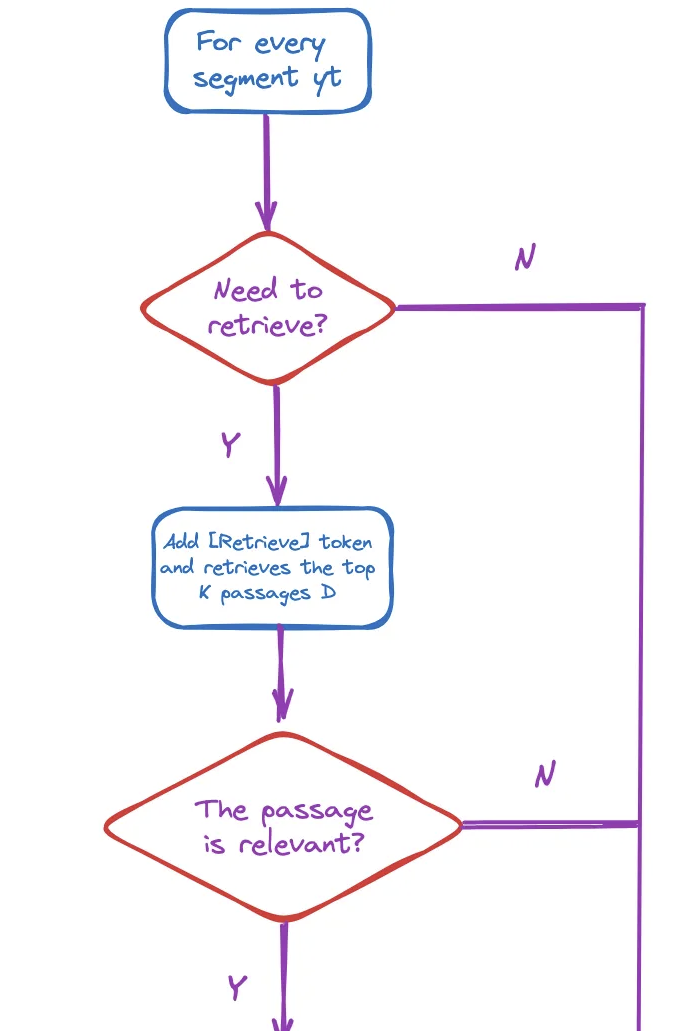 For every
segment yt
N
Need to
retrieve?
Y
Add [Retrieve] token
and retrieves the top
K passages D
N
The passage
is relevant?
Y